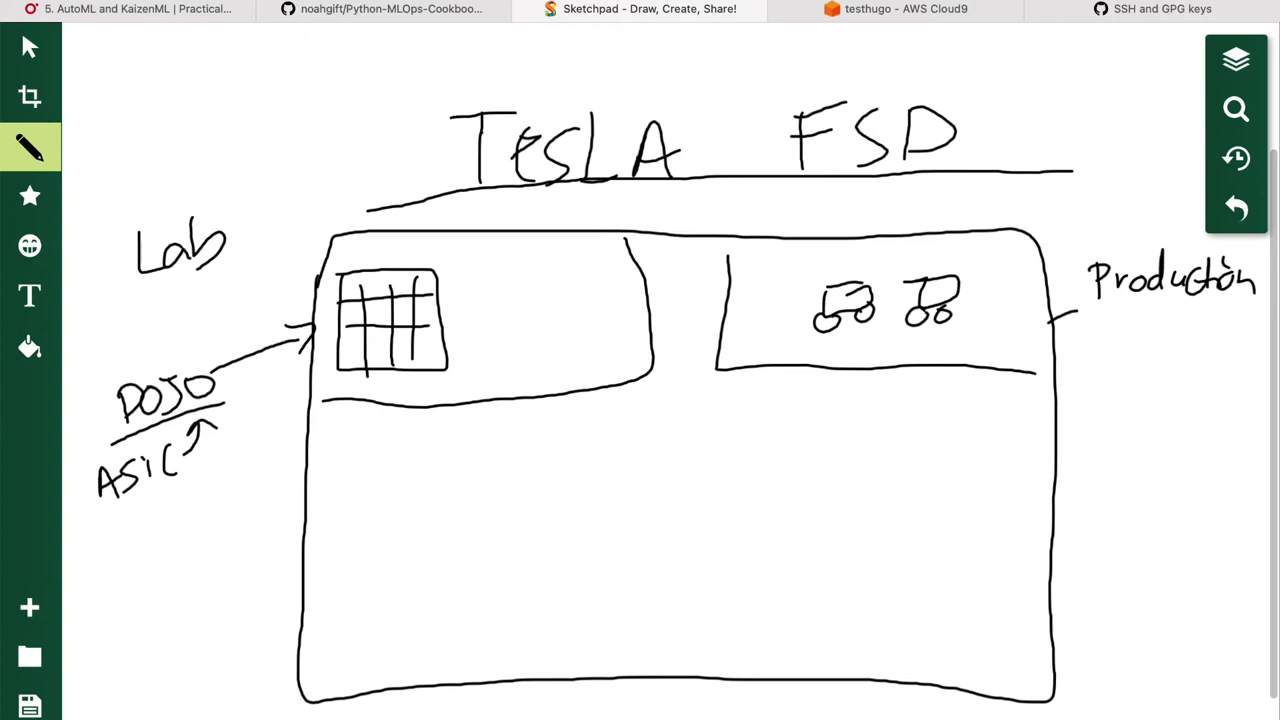 5. AutoML and KaizenML | Practical...
noahgift/Python-MLOps-Cookboo...
Sketchpad - Draw, Create, Share!
testhugo - AWS Cloud9
SSH and GPG keys
TesLA FSD
Lab
Production
DOJO
ASIC
T